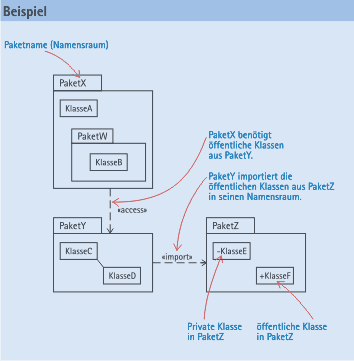 Beispiel
Paketname (Namensraum)
PaketX
KlasseA
PaketW
KlasseB
PaketX benötigt
öffentliche Klassen
aus PaketY.
PaketY importiert die
öffentlichen Klassen aus PaketZ
in seinen Namensraum.
«access»
PaketY
KlasseC
KlasseD
«import»
PaketZ
-KlasseE
+KlasseF
Private Klasse
in PaketZ
öffentliche Klasse
in PaketZ